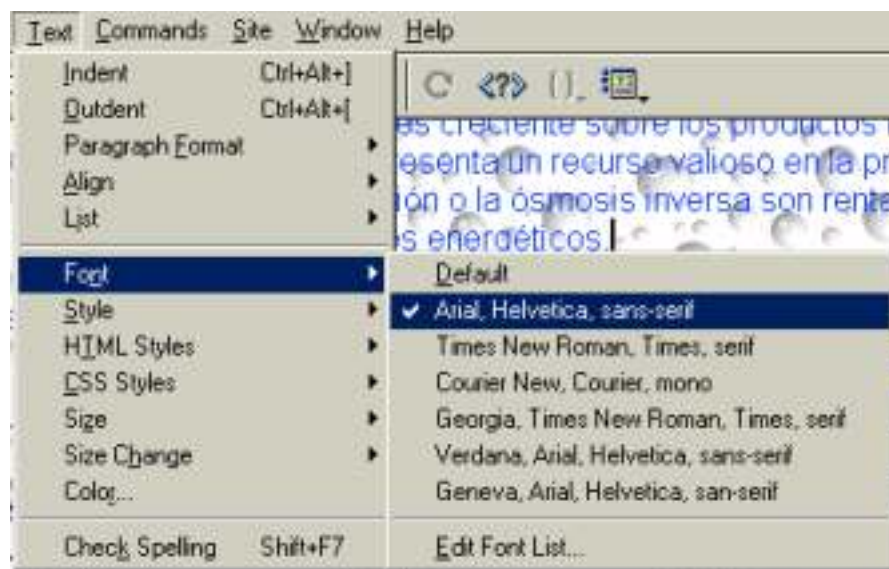 Text Commands Site Window Help
Indent Ctrl+Alt+]
Outdent Ctrl+Alt+[
Paragraph Format
Align
List
Font
Style
HTML Styles
CSS Styles
Size
Size Change
Color...
Check Spelling Shift+F7
<?>
es creciente sobre los productos
esenta un recurso valioso en la pr
ión o la ósmosis inversa son renta
s energéticos.
Default
Arial, Helvetica, sans-serif
Times New Roman, Times, serif
Courier New, Courier, mono
Georgia, Times New Roman, Times, serif
Verdana, Arial, Helvetica, sans-serif
Geneva, Arial, Helvetica, san-serif
Edit Font List...